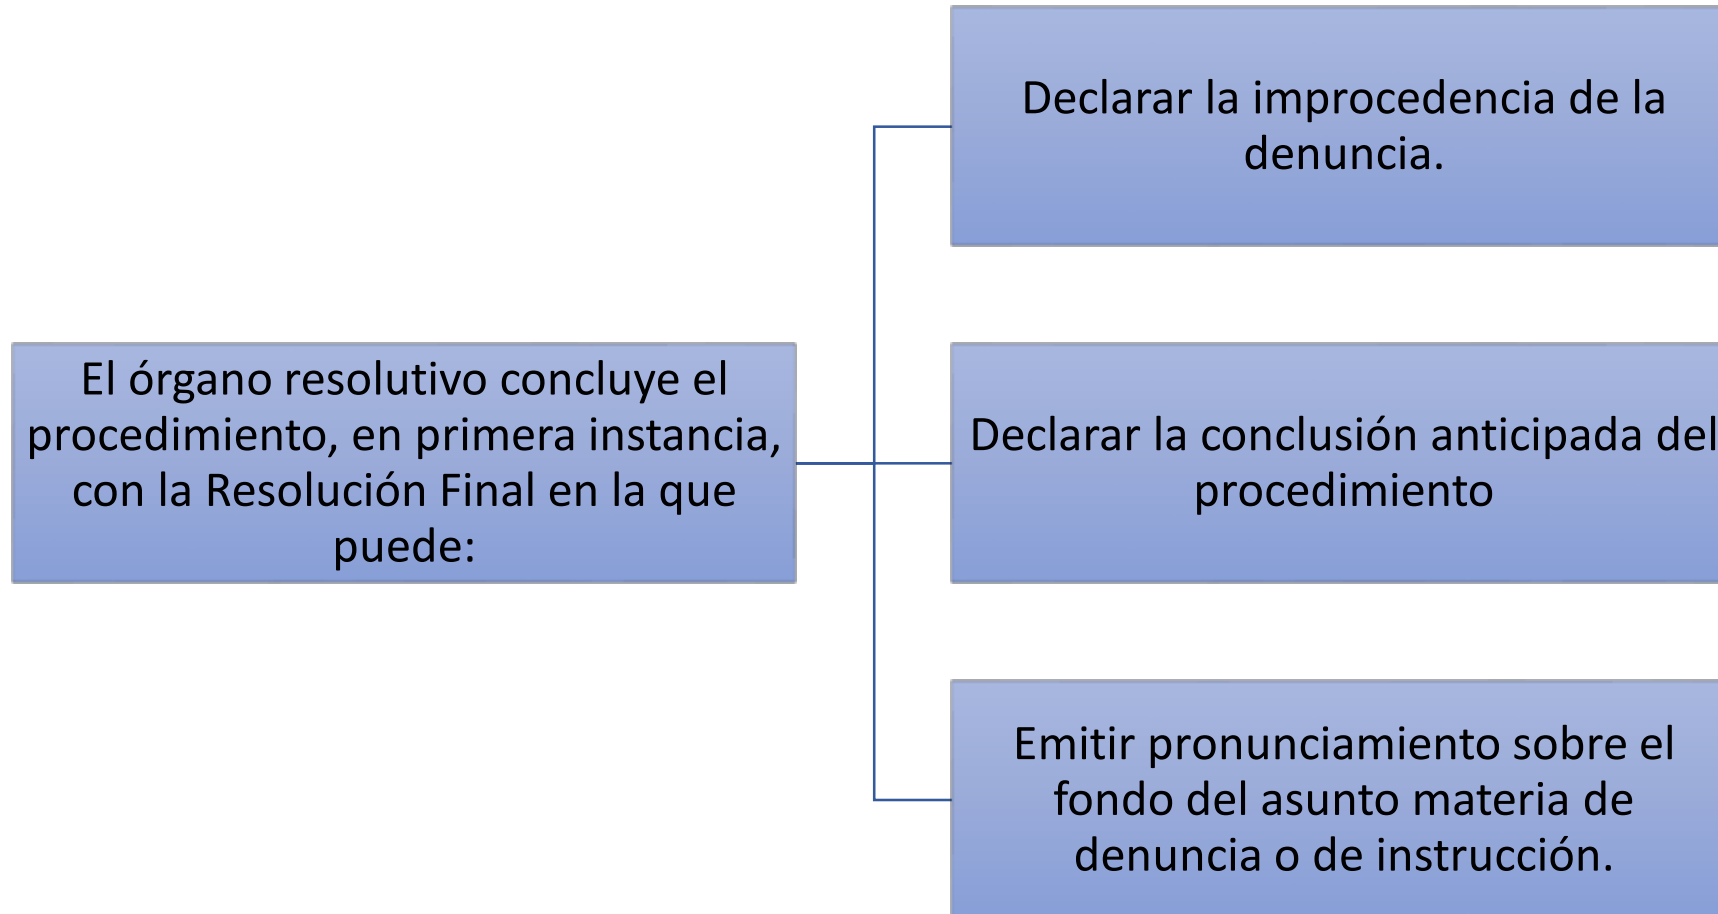 Declarar la improcedencia de la
denuncia.
El órgano resolutivo concluye el
procedimiento, en primera instancia,
con la Resolución Final en la que
puede:
Declarar la conclusión anticipada del
procedimiento
Emitir pronunciamiento sobre el
fondo del asunto materia de
denuncia o de instrucción.